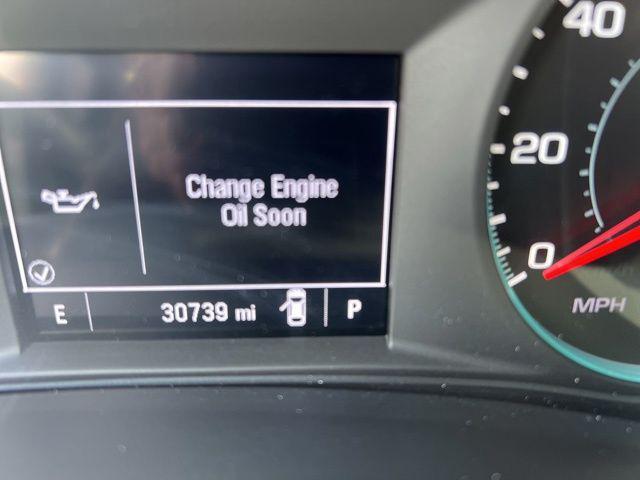 40
20
0
MPH
Change Engine
Oil Soon
E 30739 mi P